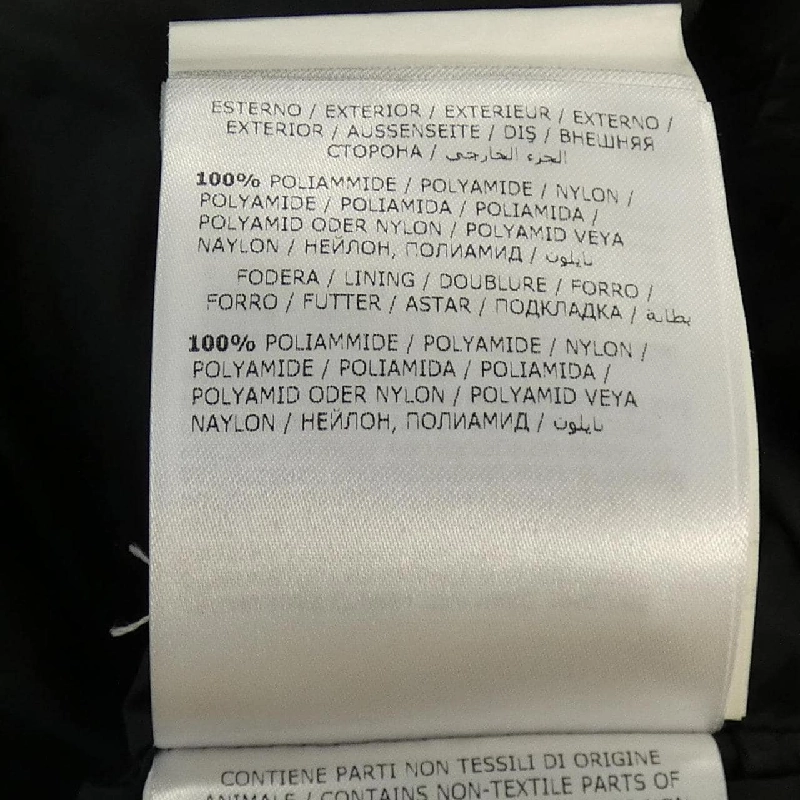 ESTERNO / EXTERIOR / EXTERIEUR / EXTERNO /
EXTERIOR / AUSSENSEITE / DIŞ / ВНЕШНЯЯ
СТОРОНА / الجزء الخارجي
100% POLIAMMIDE / POLYAMIDE / NYLON /
POLYAMIDE / POLIAMIDA / POLIAMIDA /
POLYAMID ODER NYLON / POLYAMID VEYA
NAYLON / НЕЙЛОН, ПОЛИАМИД / نايلون
FODERA / LINING / DOUBLURE / FORRO /
FORRO / FUTTER / ASTAR / ПОДКЛАДКА / بطانة
100% POLIAMMIDE / POLYAMIDE / NYLON /
POLYAMIDE / POLIAMIDA / POLIAMIDA /
POLYAMID ODER NYLON / POLYAMID VEYA
NAYLON / НЕЙЛОН, ПОЛИАМИД / نايلون
CONTIENE PARTI NON TESSILI DI ORIGINE
ANIMALE / CONTAINS NON-TEXTILE PARTS OF